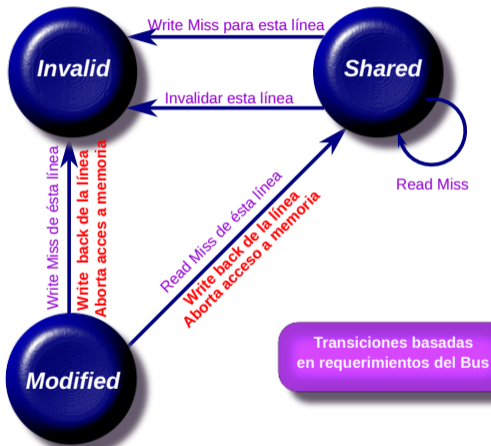 Write Miss para esta línea
Invalid
Shared
Invalidar esta línea
Read Miss
Write Miss de ésta línea
Write back de la línea
Aborta acces a memoria
Read Miss de ésta línea
Write back de la línea
Aborta acceso a memoria
Modified
Transiciones basadas
en requerimientos del Bus